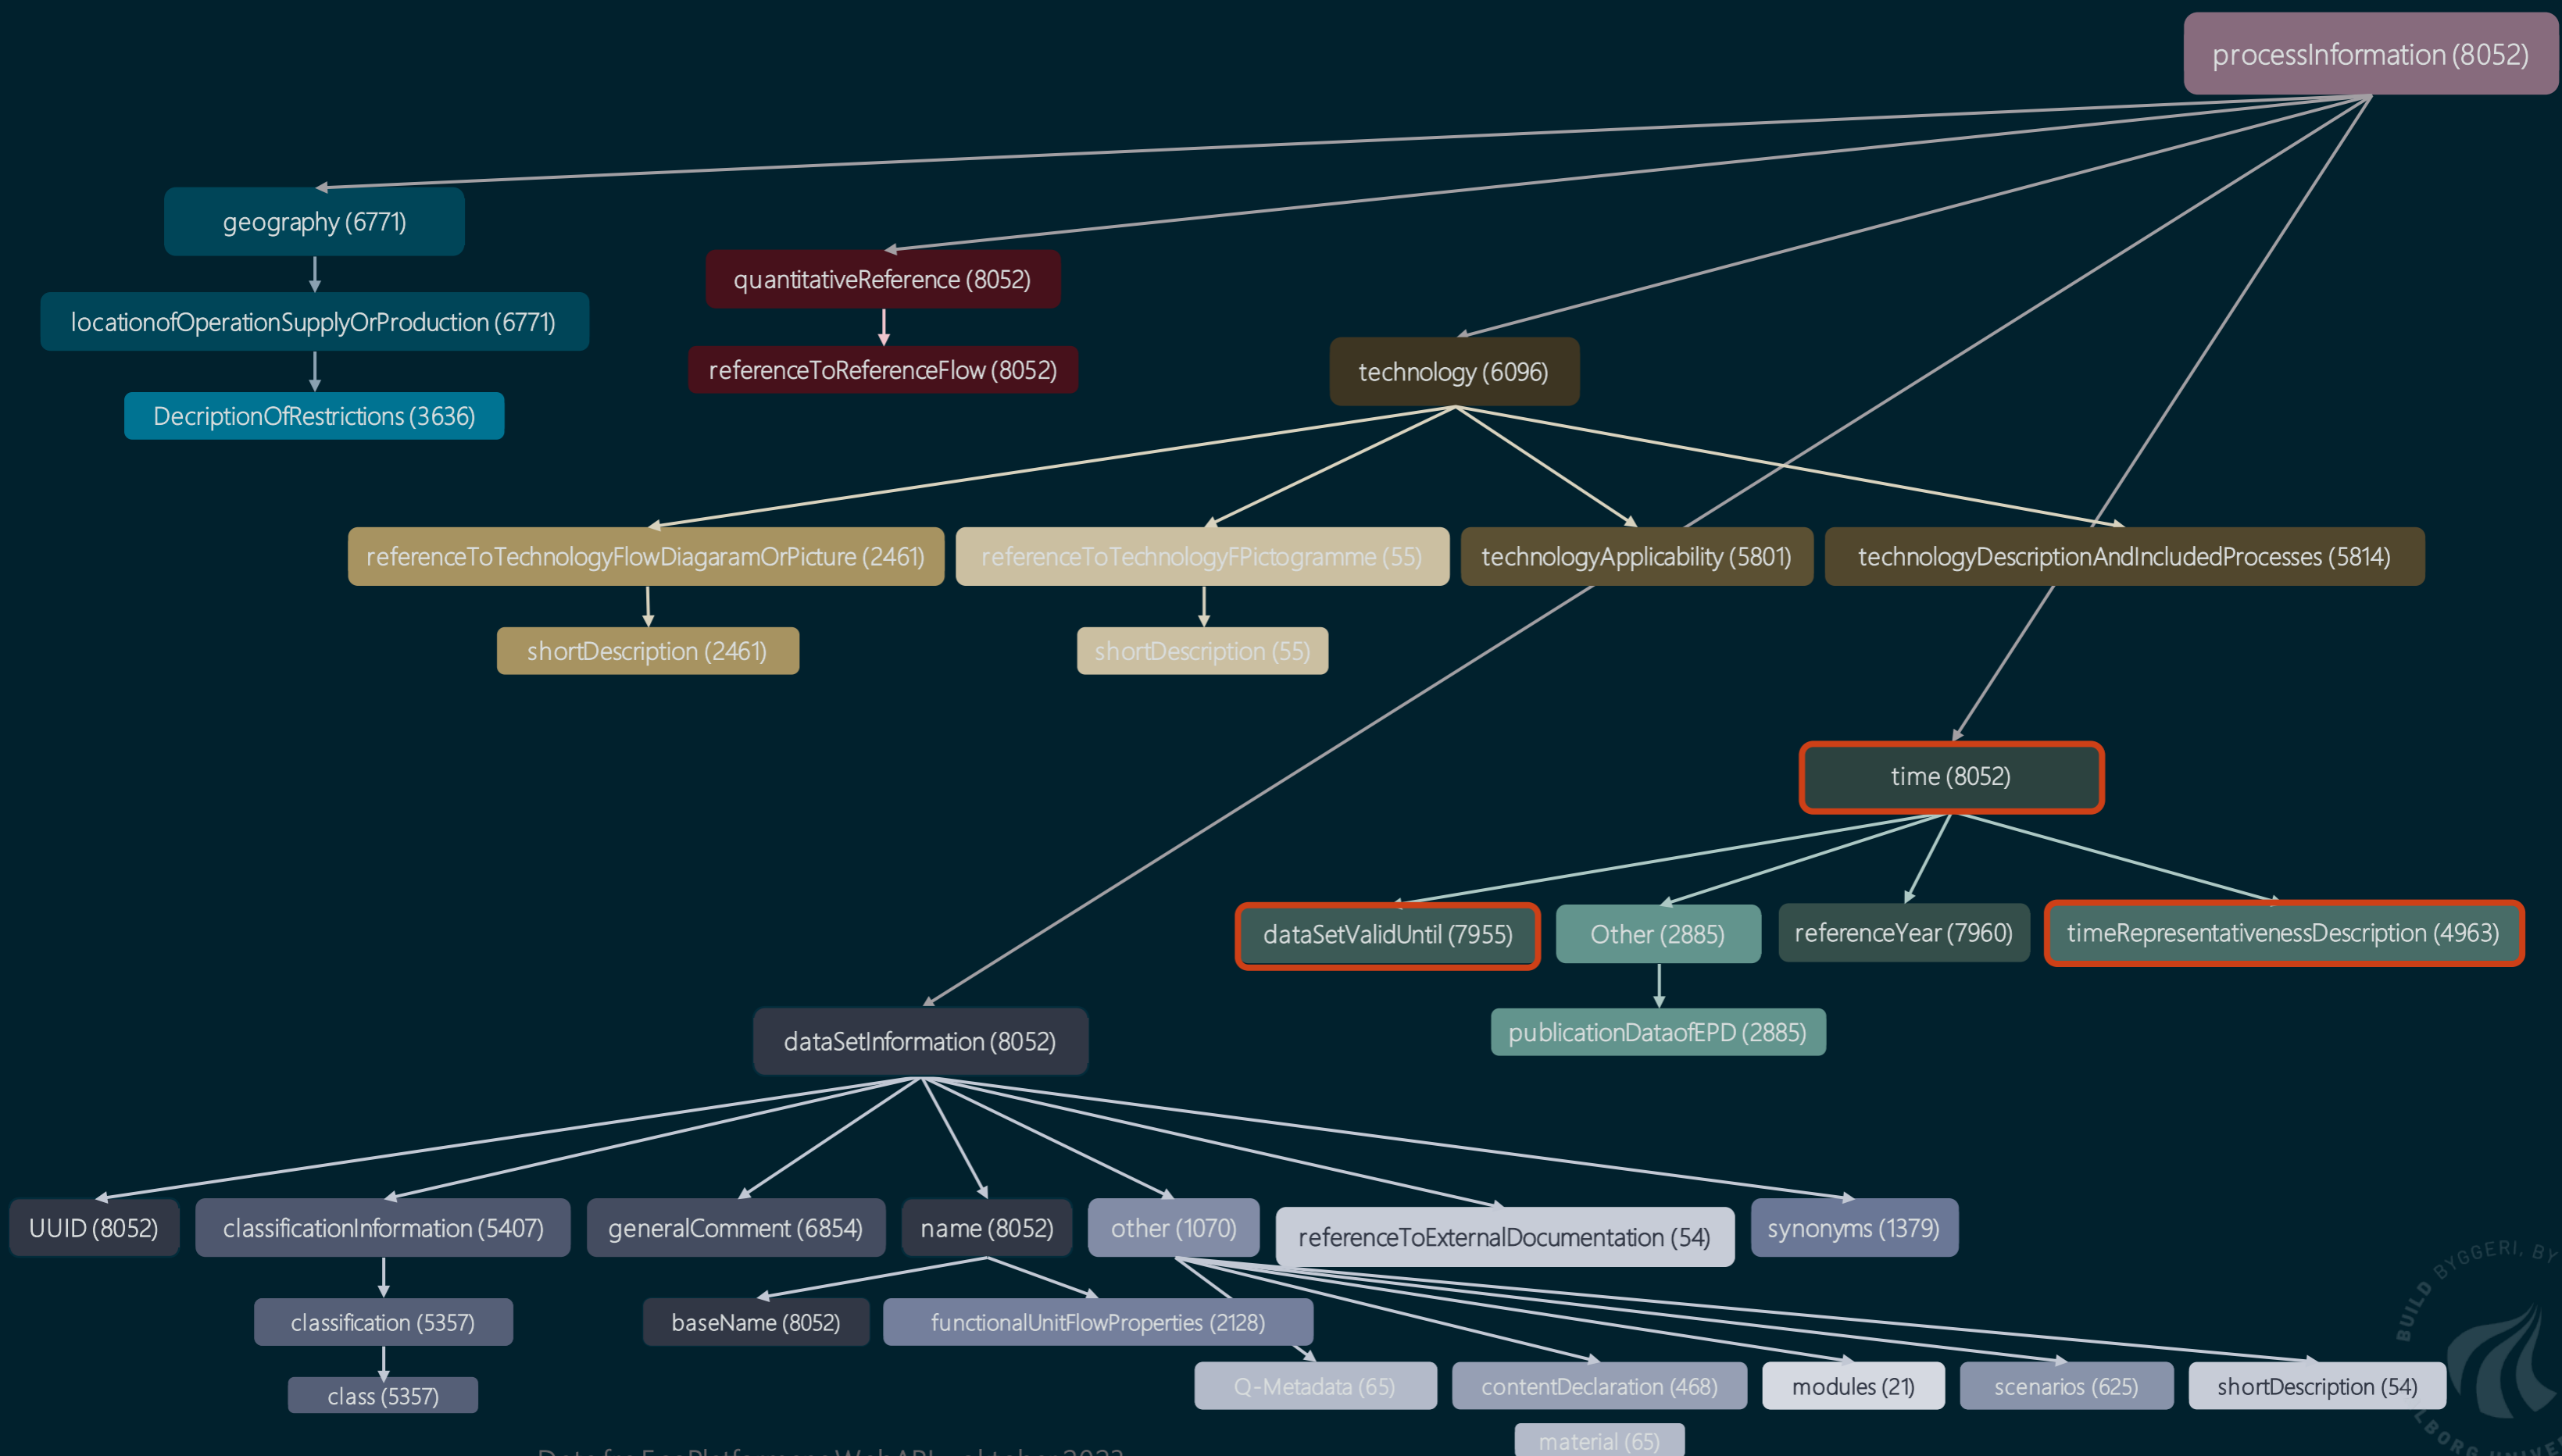 processInformation (8052)
geography (6771)
quantitativeReference (8052)
locationofOperationSupplyOrProduction (6771)
referenceToReferenceFlow (8052)
technology (6096)
DecriptionOfRestrictions (3636)
referenceToTechnologyFlowDiagaramOrPicture (2461)
referenceToTechnologyFPictogramme (55)
technologyApplicability (5801)
technologyDescriptionAndIncludedProcesses (5814)
shortDescription (2461)
shortDescription (55)
time (8052)
dataSetValidUntil (7955)
Other (2885)
referenceYear (7960)
timeRepresentativenessDescription (4963)
publicationDataofEPD (2885)
dataSetInformation (8052)
UUID (8052)
classificationInformation (5407)
generalComment (6854)
name (8052)
other (1070)
referenceToExternalDocumentation (54)
synonyms (1379)
classification (5357)
baseName (8052)
functionalUnitFlowProperties (2128)
Q-Metadata (65)
contentDeclaration (468)
modules (21)
scenarios (625)
shortDescription (54)
class (5357)
material (65)
BUILD BYGGERI, BY